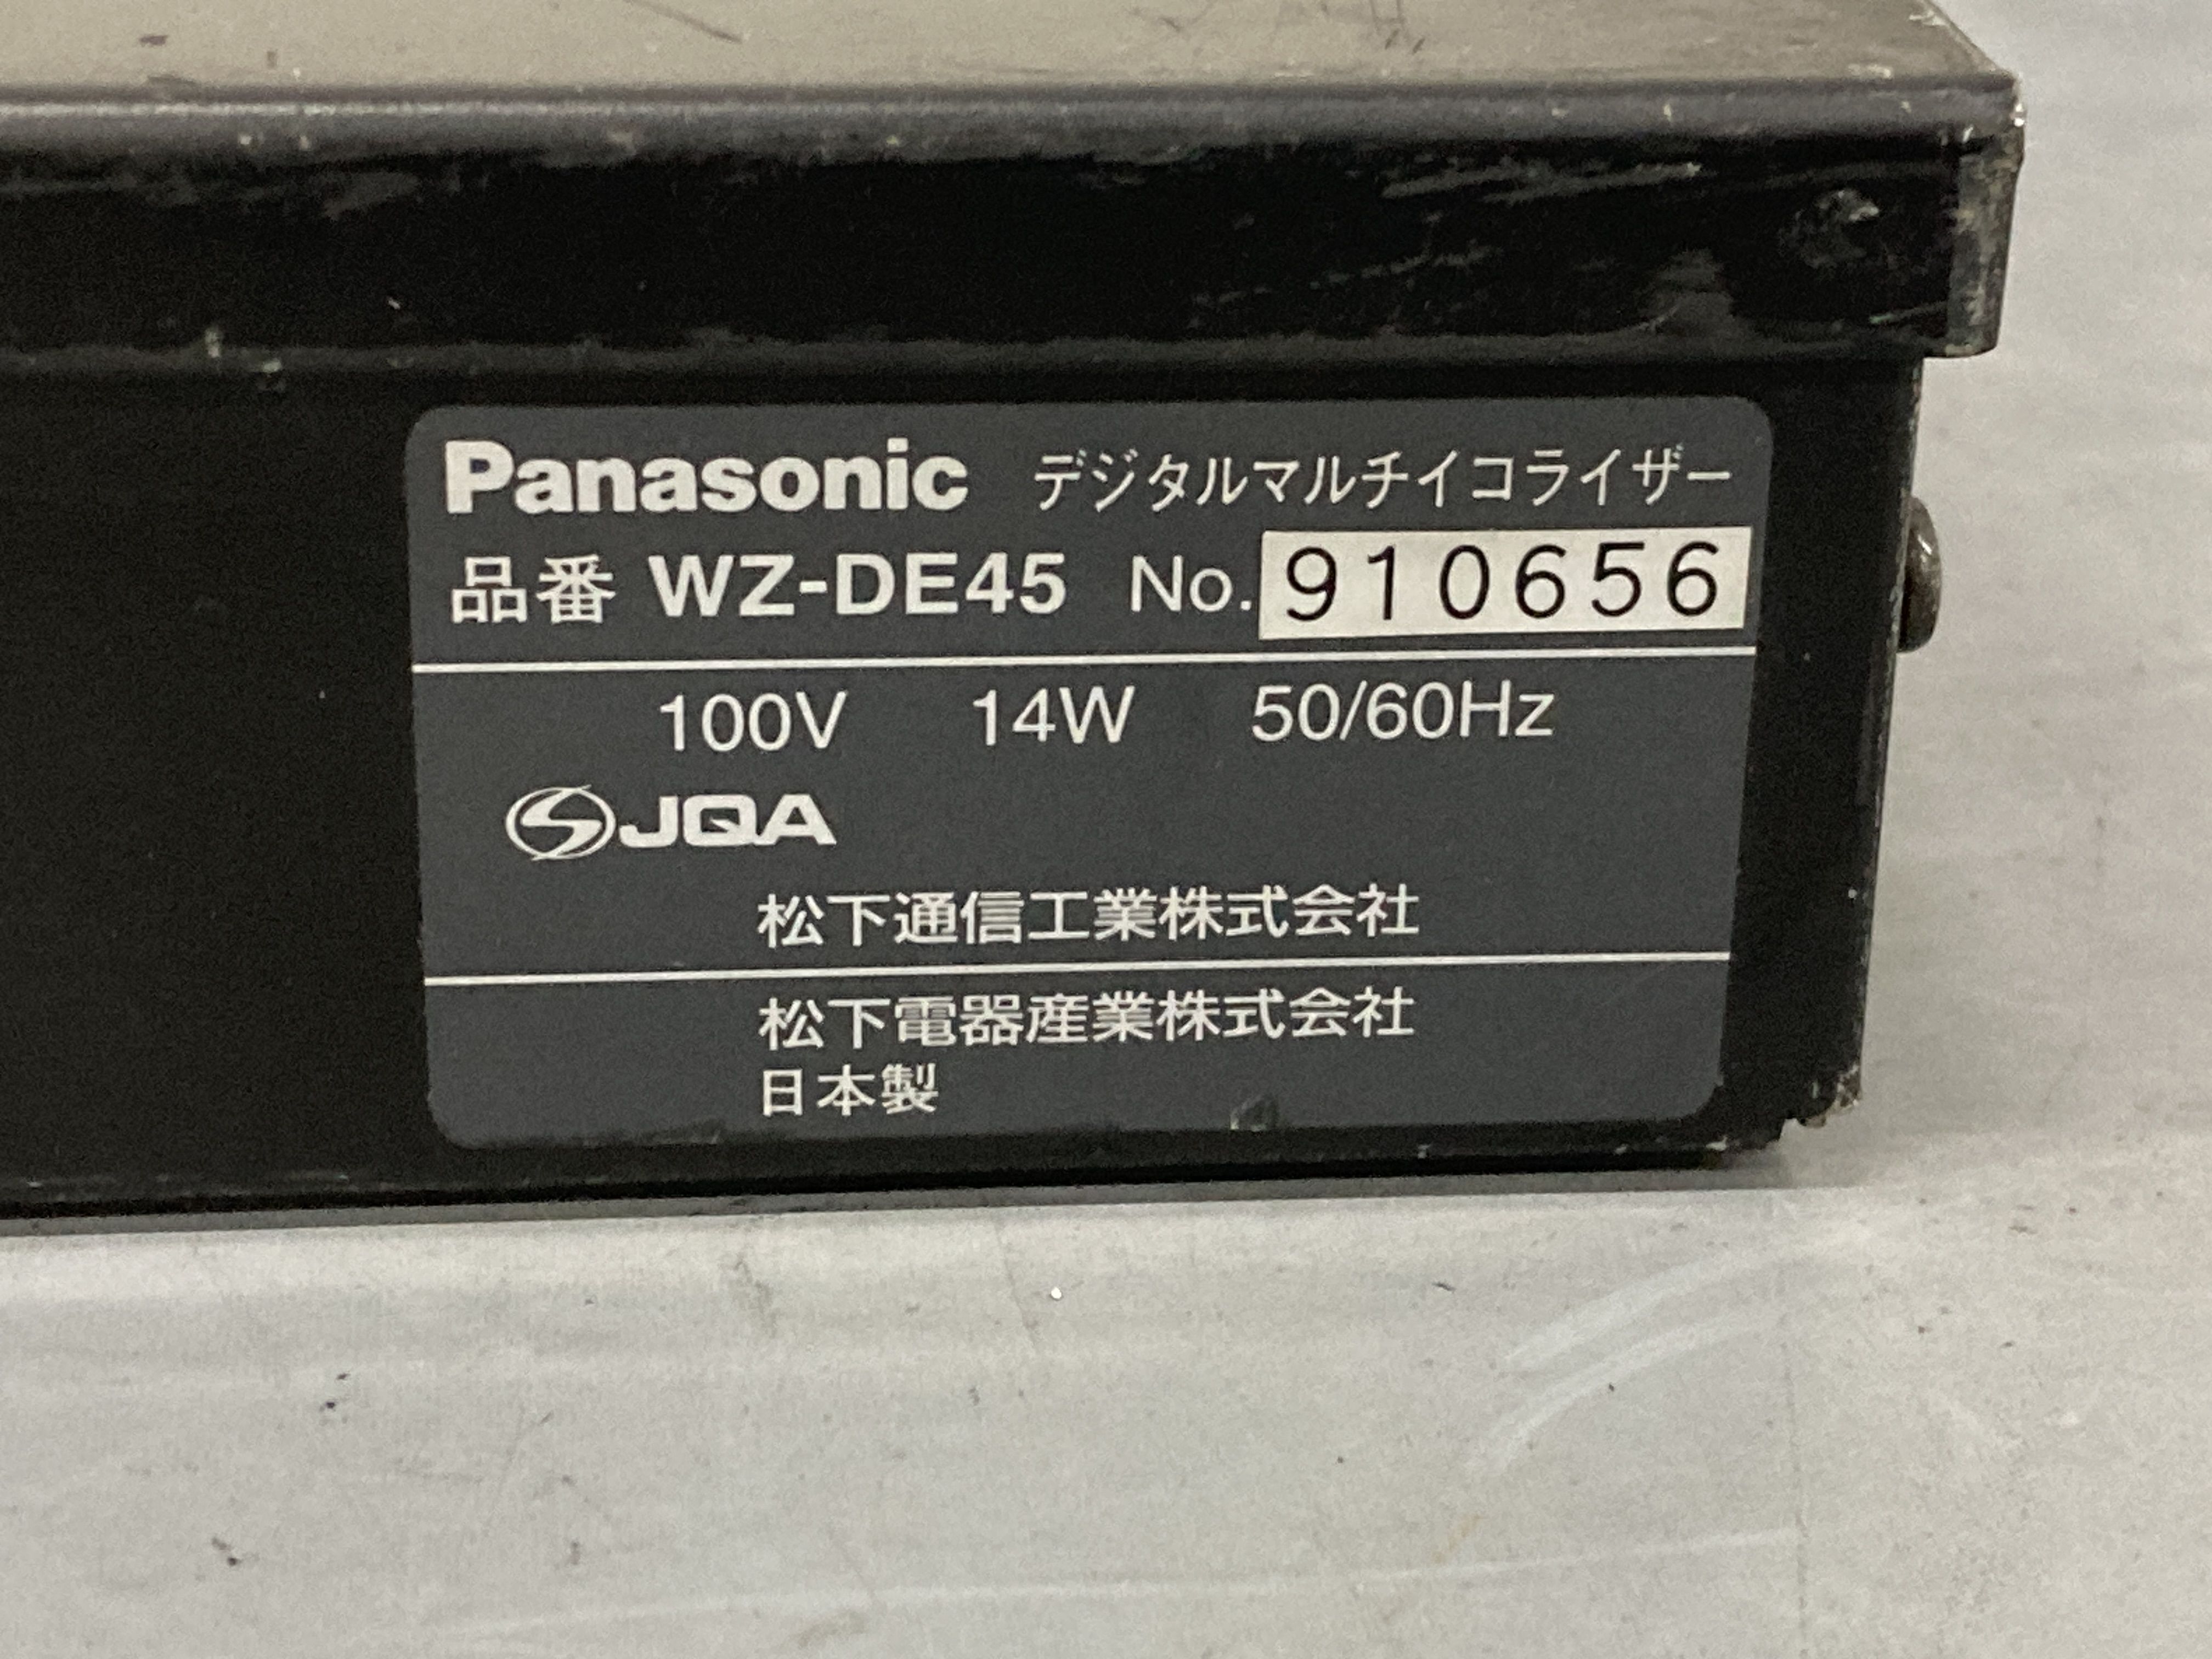 Panasonic デジタルマルチイコライザー
品番 WZ-DE45 No. 910656
100V 14W 50/60Hz
JQA
松下通信工業株式会社
松下電器産業株式会社
日本製